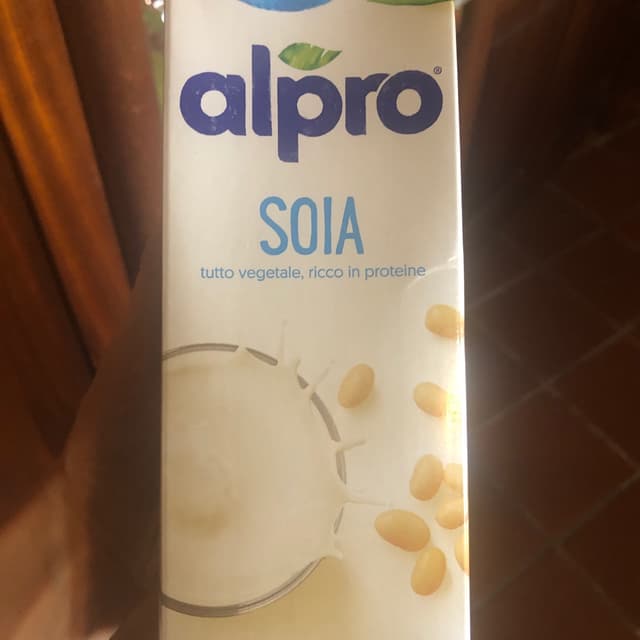 alpro®
SOIA
tutto vegetale, ricco in proteine